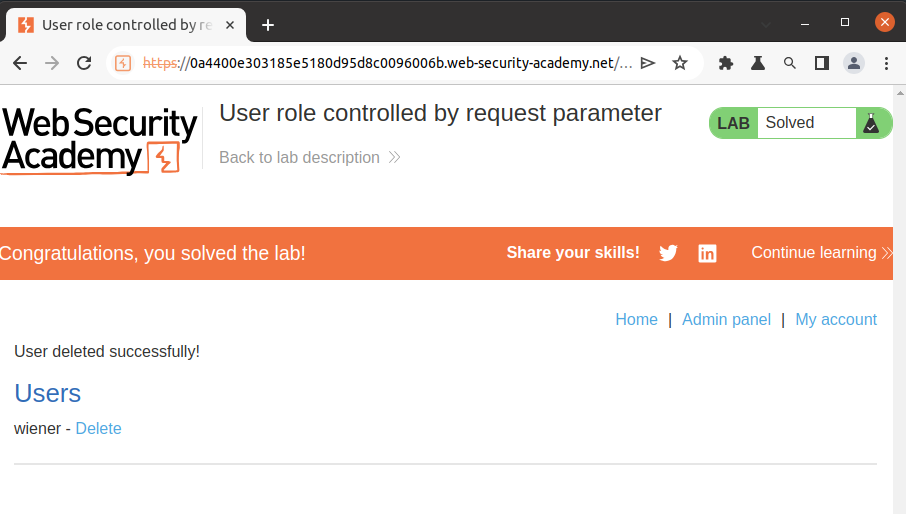 User role controlled by re
https://0a4400e303185e5180d95d8c0096006b.web-security-academy.net/...
Web Security
Academy
User role controlled by request parameter
Back to lab description
LAB Solved
Congratulations, you solved the lab!
Share your skills!
Continue learning
Home | Admin panel | My account
User deleted successfully!
Users
wiener - Delete